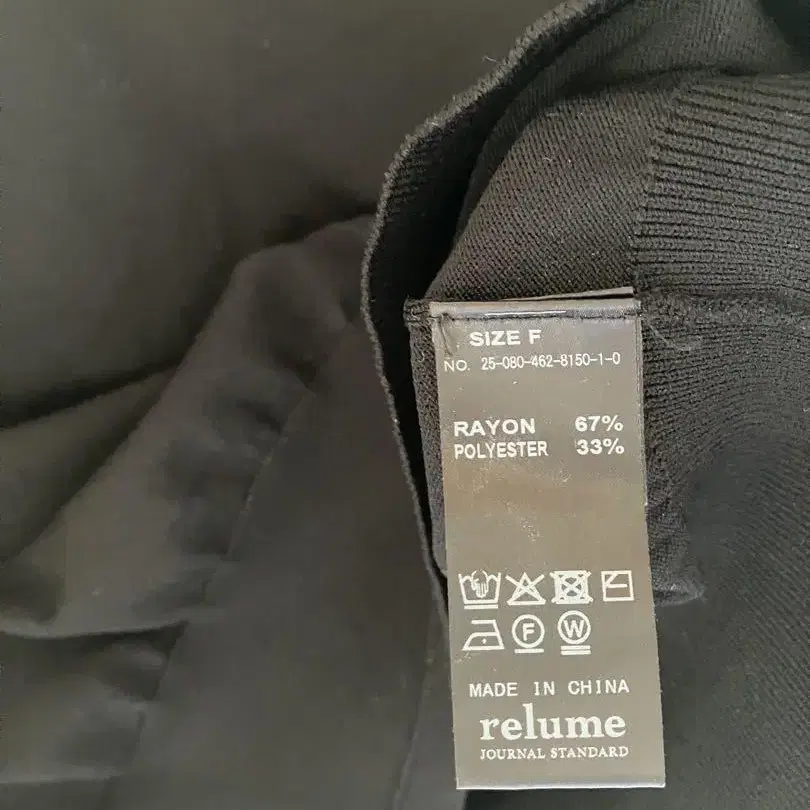 SIZE F
NO. 25-080-462-8150-1-0
RAYON 67%
POLYESTER 33%
F W
MADE IN CHINA
relume
JOURNAL STANDARD